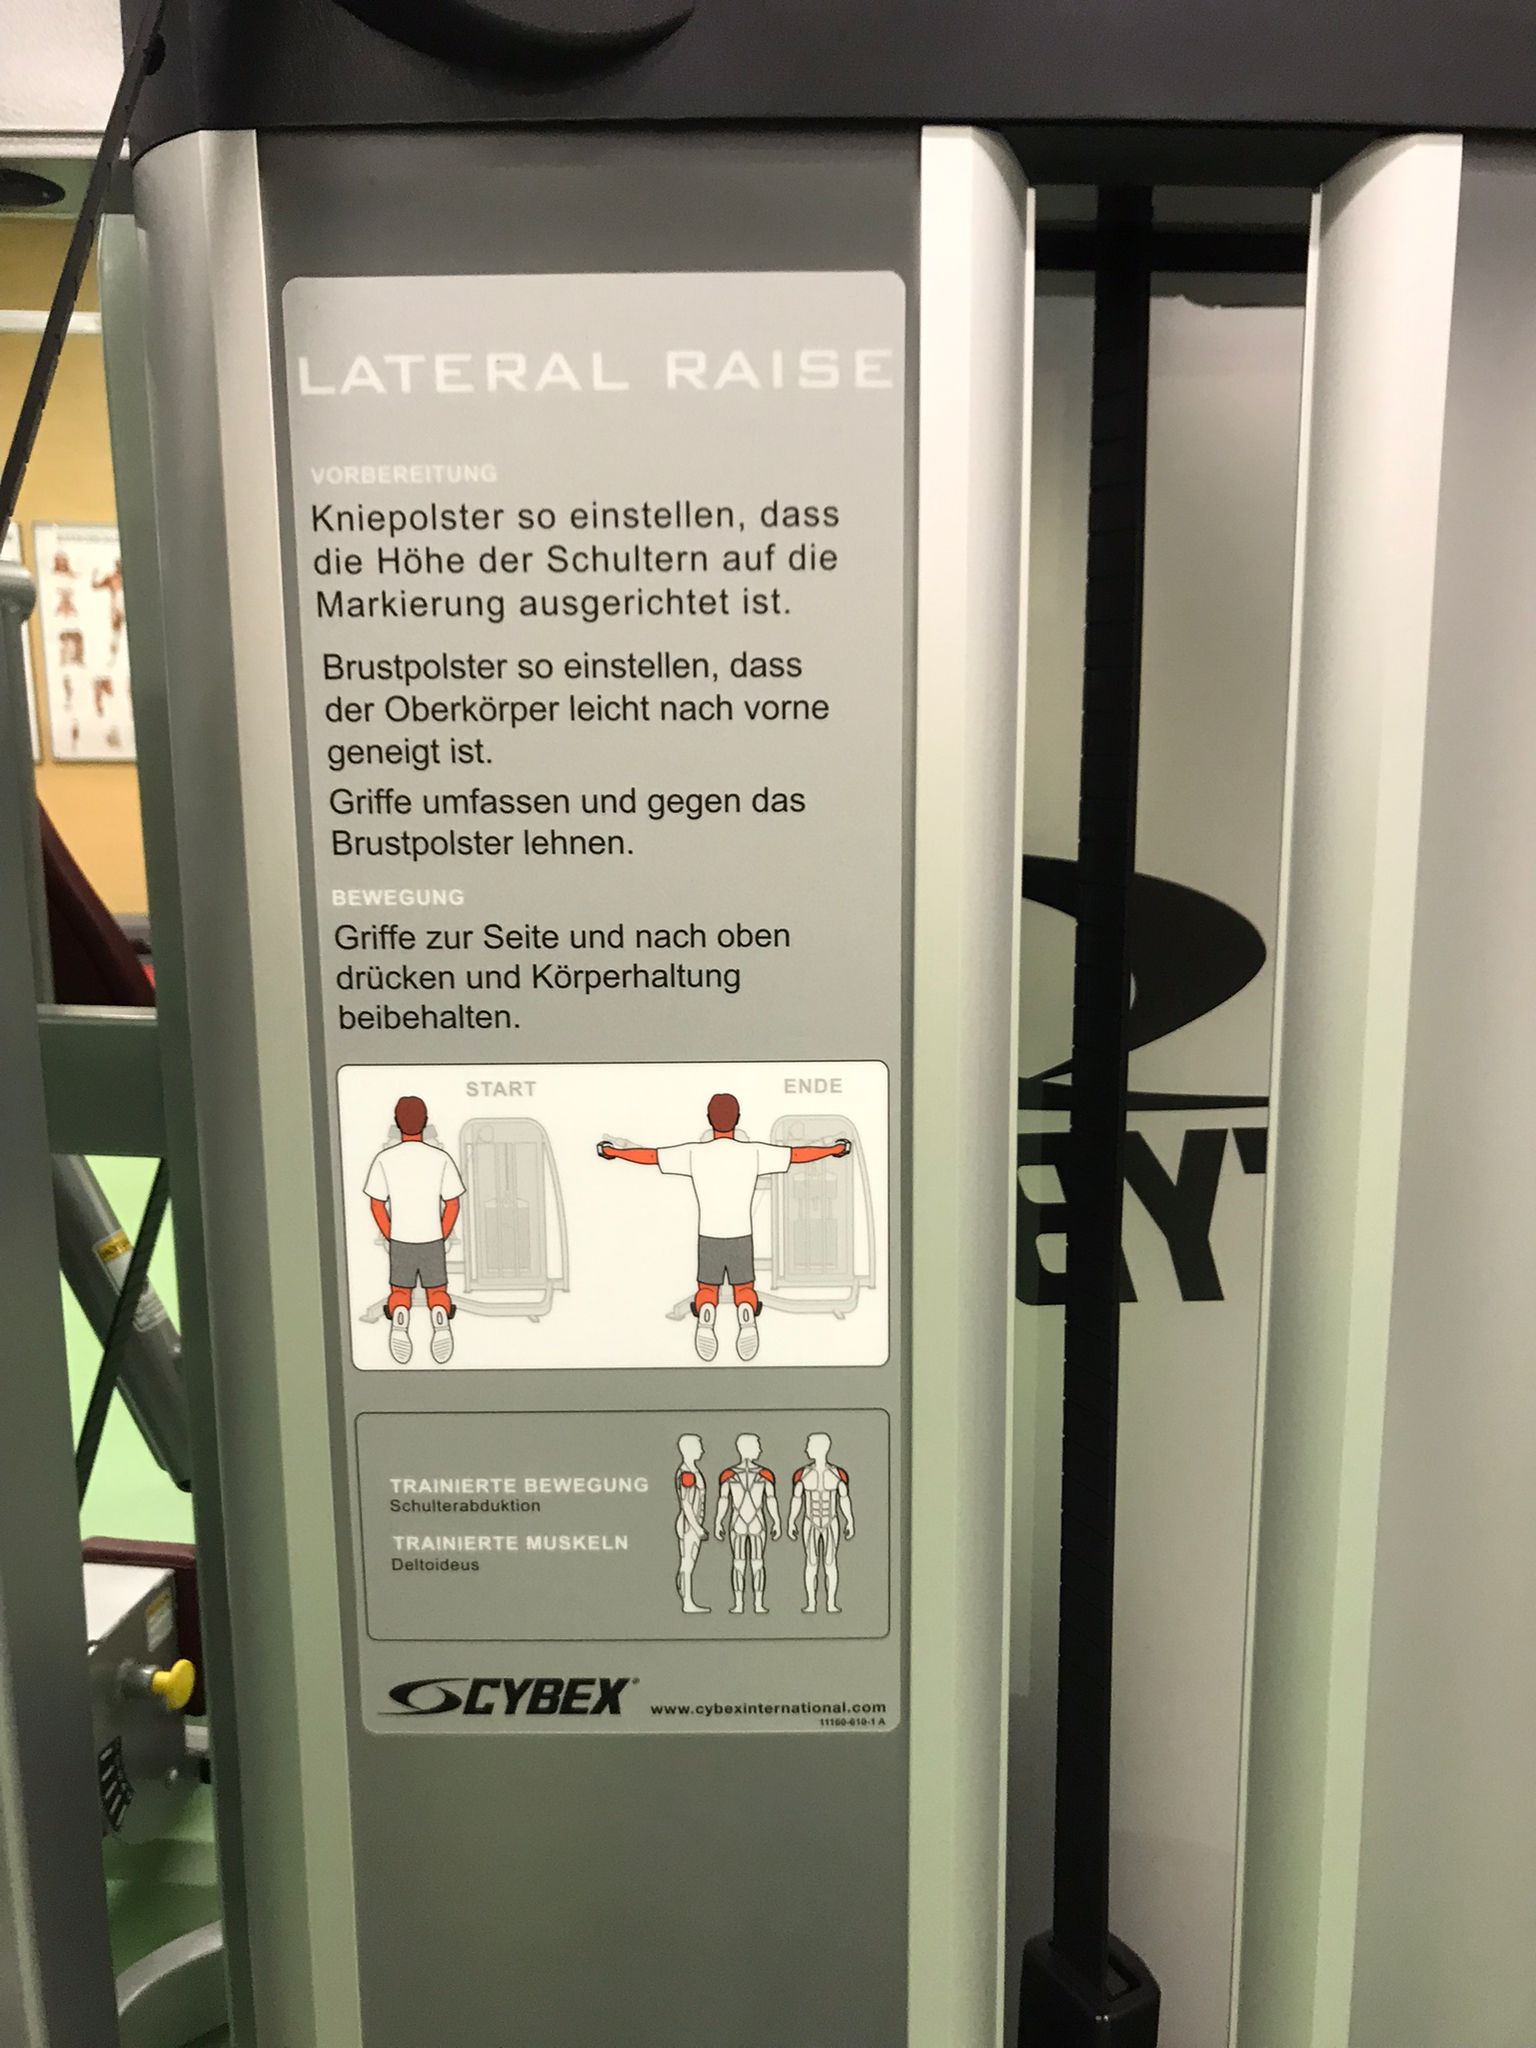 LATERAL RAISE
VORBEREITUNG
Kniepolster so einstellen, dass
die Höhe der Schultern auf die
Markierung ausgerichtet ist.
Brustpolster so einstellen, dass
der Oberkörper leicht nach vorne
geneigt ist.
Griffe umfassen und gegen das
Brustpolster lehnen.
BEWEGUNG
Griffe zur Seite und nach oben
drücken und Körperhaltung
beibehalten.
START
ENDE
TRAINIERTE BEWEGUNG
Schulterabduktion
TRAINIERTE MUSKELN
Deltoideus
CYBEX®
www.cybexinternational.com